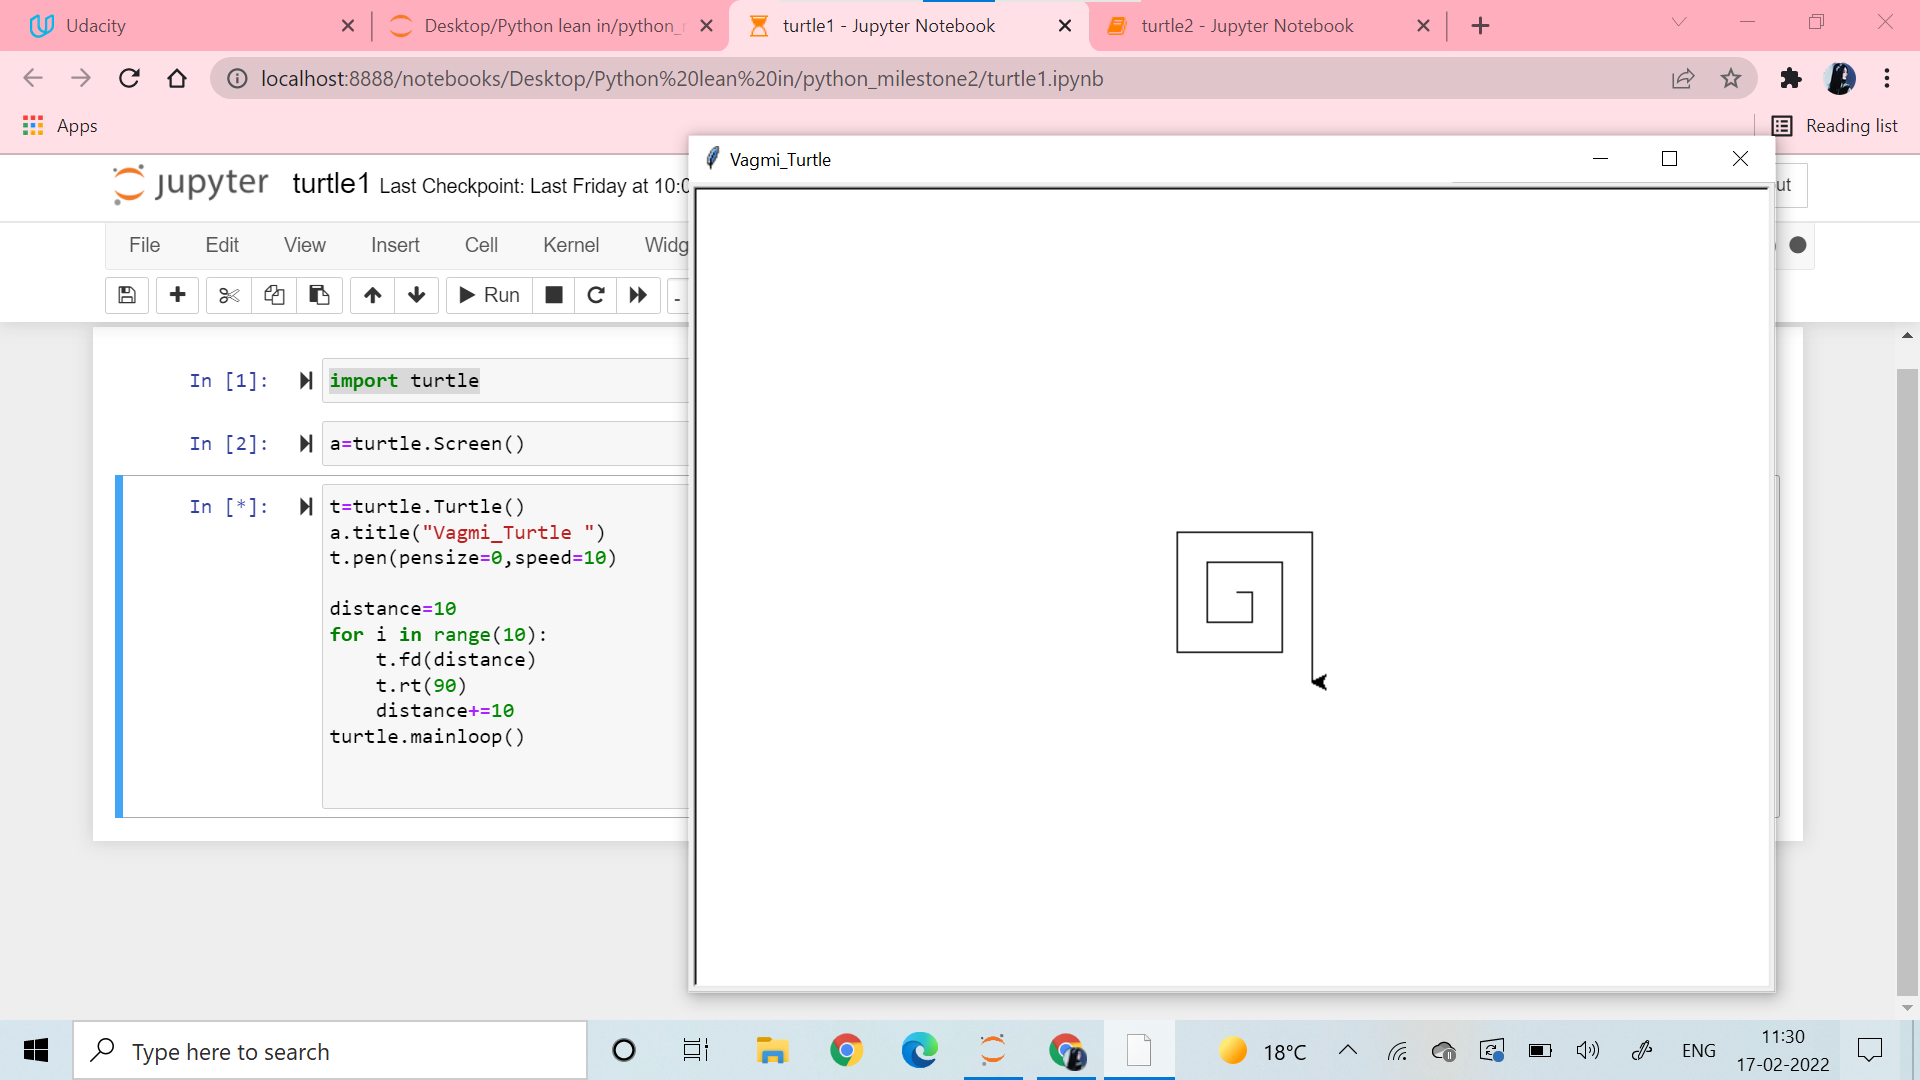 Udacity
Desktop/Python lean in/python_
turtle1 - Jupyter Notebook
turtle2 - Jupyter Notebook
localhost:8888/notebooks/Desktop/Python%20lean%20in/python_milestone2/turtle1.ipynb
Apps
Reading list
Vagmi_Turtle
jupyter turtle1 Last Checkpoint: Last Friday at 10:0
ut
File Edit View Insert Cell Kernel Widg
Run
-
In [1]: import turtle
In [2]: a=turtle.Screen()
In [*]: t=turtle.Turtle()
a.title("Vagmi_Turtle ")
t.pen(pensize=0,speed=10)
distance=10
for i in range(10):
    t.fd(distance)
    t.rt(90)
    distance+=10
turtle.mainloop()
Type here to search
18°C
ENG
11:30
17-02-2022